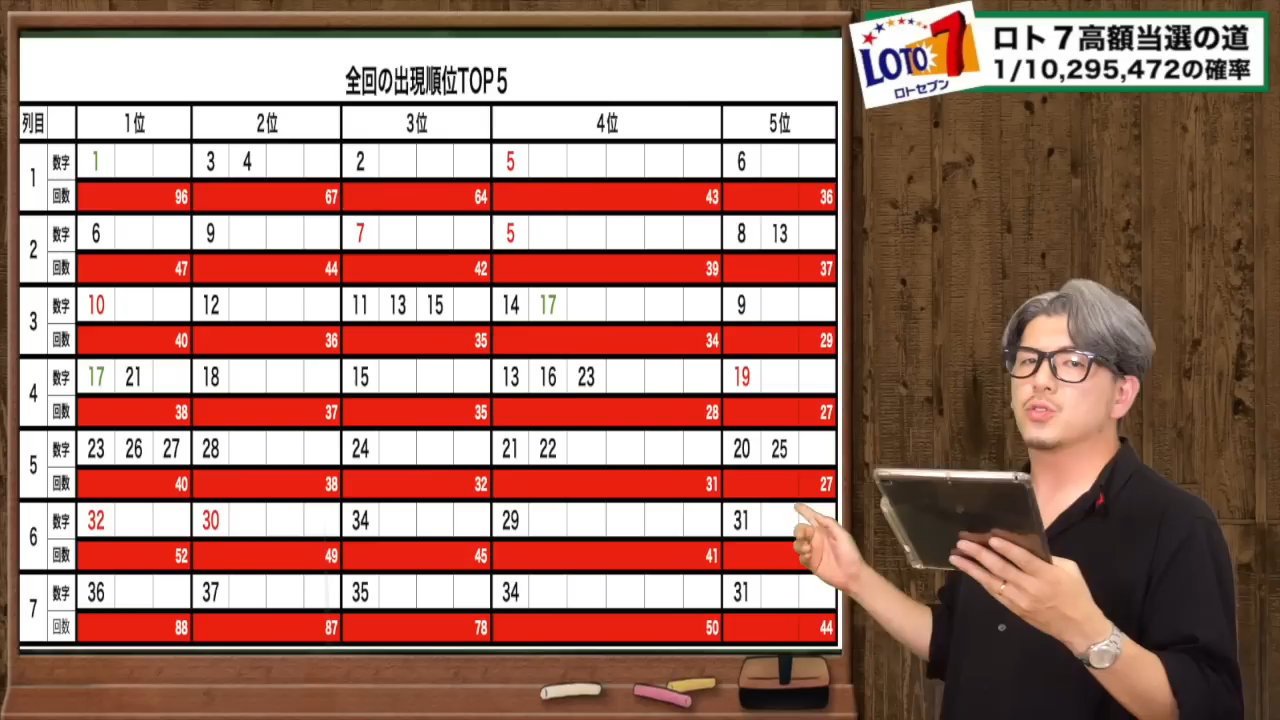 全回の出現順位TOP5
列目 1位 2位 3位 4位 5位
1 数字 1 3 4 2 5 6
回数 96 67 64 43 36
2 数字 6 9 7 5 8 13
回数 47 44 42 39 37
3 数字 10 12 11 13 15 14 17 9
回数 40 36 35 34 29
4 数字 17 21 18 15 13 16 23 19
回数 38 37 35 28 27
5 数字 23 26 27 28 24 21 22 20 25
回数 40 38 32 31 27
6 数字 32 30 34 29 31
回数 52 49 45 41
7 数字 36 37 35 34 31
回数 88 87 78 50 44
LOTO 7
ロトセブン
ロト7高額当選の道
1/10,295,472の確率